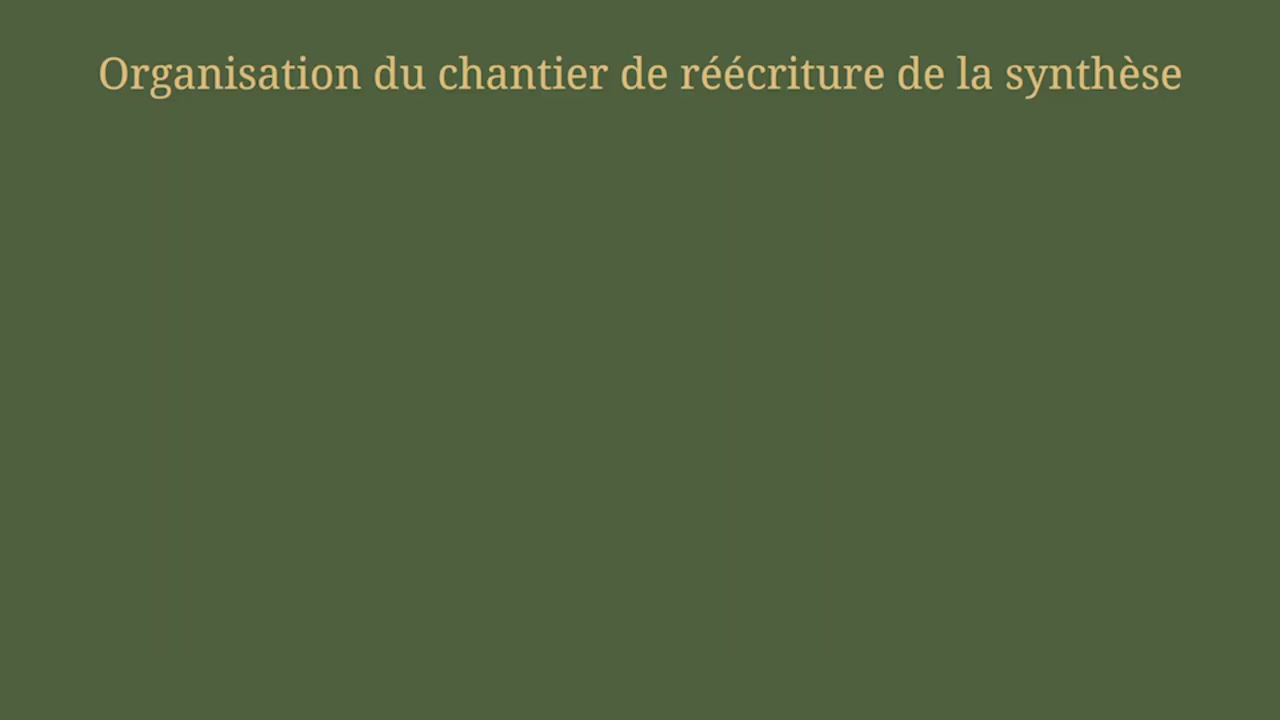 Organisation du chantier de réécriture de la synthèse